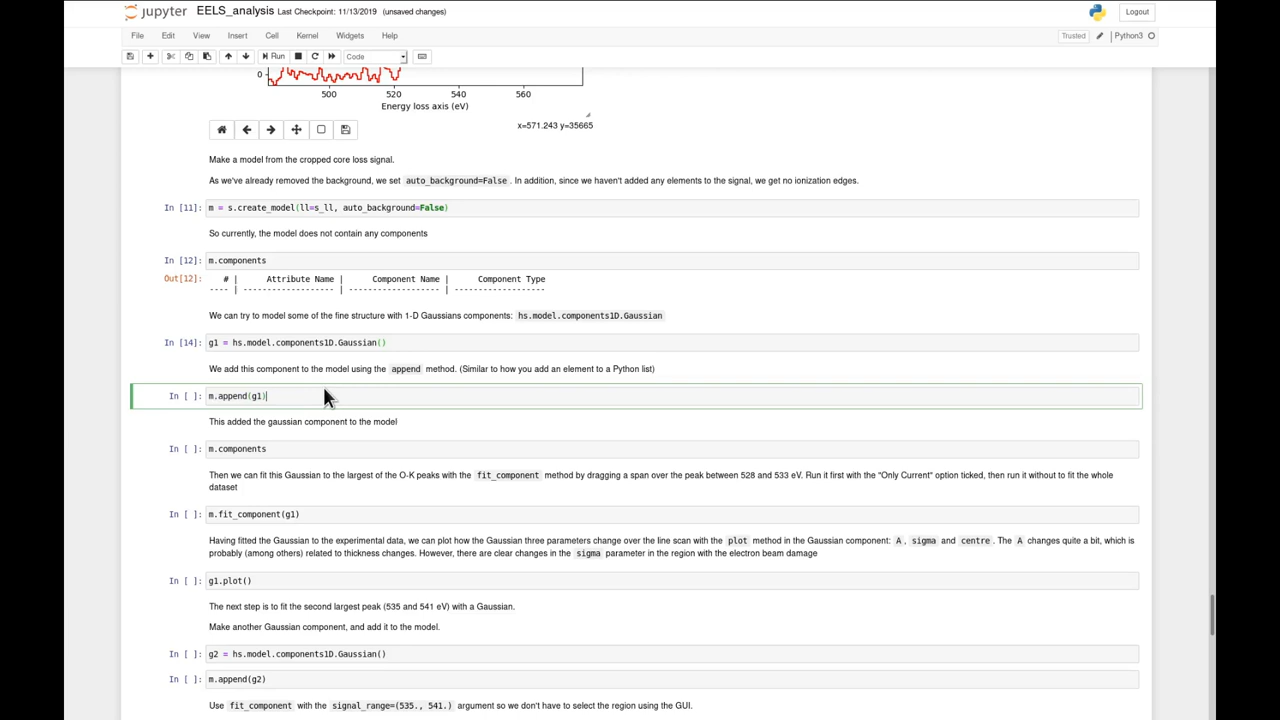 jupyter EELS_analysis Last Checkpoint: 11/13/2019 (unsaved changes) Logout
File Edit View Insert Cell Kernel Widgets Help Trusted Python3
Run Code
0
500 520 540 560
Energy loss axis (eV)
x=571.243 y=35665
Make a model from the cropped core loss signal.
As we've already removed the background, we set auto_background=False . In addition, since we haven't added any elements to the signal, we get no ionization edges.
In [11]: m = s.create_model(ll=s_ll, auto_background=False)
So currently, the model does not contain any components
In [12]: m.components
Out[12]: # | Attribute Name | Component Name | Component Type
---- | ------------------- | ------------------- | -------------------
We can try to model some of the fine structure with 1-D Gaussians components: hs.model.components1D.Gaussian
In [14]: g1 = hs.model.components1D.Gaussian()
We add this component to the model using the append method. (Similar to how you add an element to a Python list)
In [ ]: m.append(g1)
This added the gaussian component to the model
In [ ]: m.components
Then we can fit this Gaussian to the largest of the O-K peaks with the fit_component method by dragging a span over the peak between 528 and 533 eV. Run it first with the "Only Current" option ticked, then run it without to fit the whole
dataset
In [ ]: m.fit_component(g1)
Having fitted the Gaussian to the experimental data, we can plot how the Gaussian three parameters change over the line scan with the plot method in the Gaussian component: A , sigma and centre . The A changes quite a bit, which is
probably (among others) related to thickness changes. However, there are clear changes in the sigma parameter in the region with the electron beam damage
In [ ]: g1.plot()
The next step is to fit the second largest peak (535 and 541 eV) with a Gaussian.
Make another Gaussian component, and add it to the model.
In [ ]: g2 = hs.model.components1D.Gaussian()
In [ ]: m.append(g2)
Use fit_component with the signal_range=(535., 541.) argument so we don't have to select the region using the GUI.